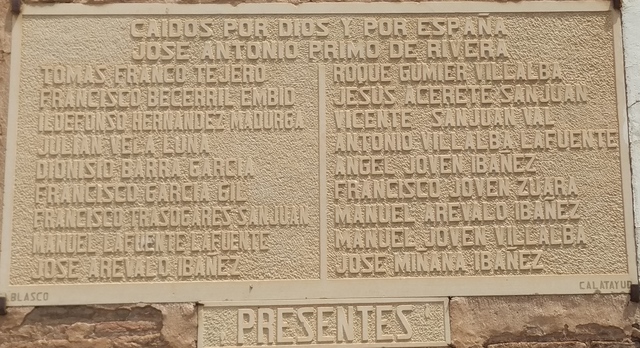 CAIDOS POR DIOS Y POR ESPAÑA
JOSE ANTONIO PRIMO DE RIVERA
TOMAS FRANCO TEJERO
FRANCISCO BECERRIL EMBID
ILDEFONSO HERNANDEZ MADURGA
JULIAN VELA LUNA
DIONISIO BARRA GARCIA
FRANCISCO GARCIA GIL
FRANCISCO TRASOBARES SANJUAN
MANUEL LAFUENTE LAFUENTE
JOSE AREVALO IBAÑEZ
ROQUE GUMIER VILLALBA
JESÚS ACERETE SANJUAN
VICENTE SANJUAN VAL
ANTONIO VILLALBA LAFUENTE
ANGEL JOVEN IBAÑEZ
FRANCISCO JOVEN ZUARA
MANUEL AREVALO IBAÑEZ
MANUEL JOVEN VILLALBA
JOSE MIÑANA IBAÑEZ
BLASCO
CALATAYUD
¡PRESENTES!